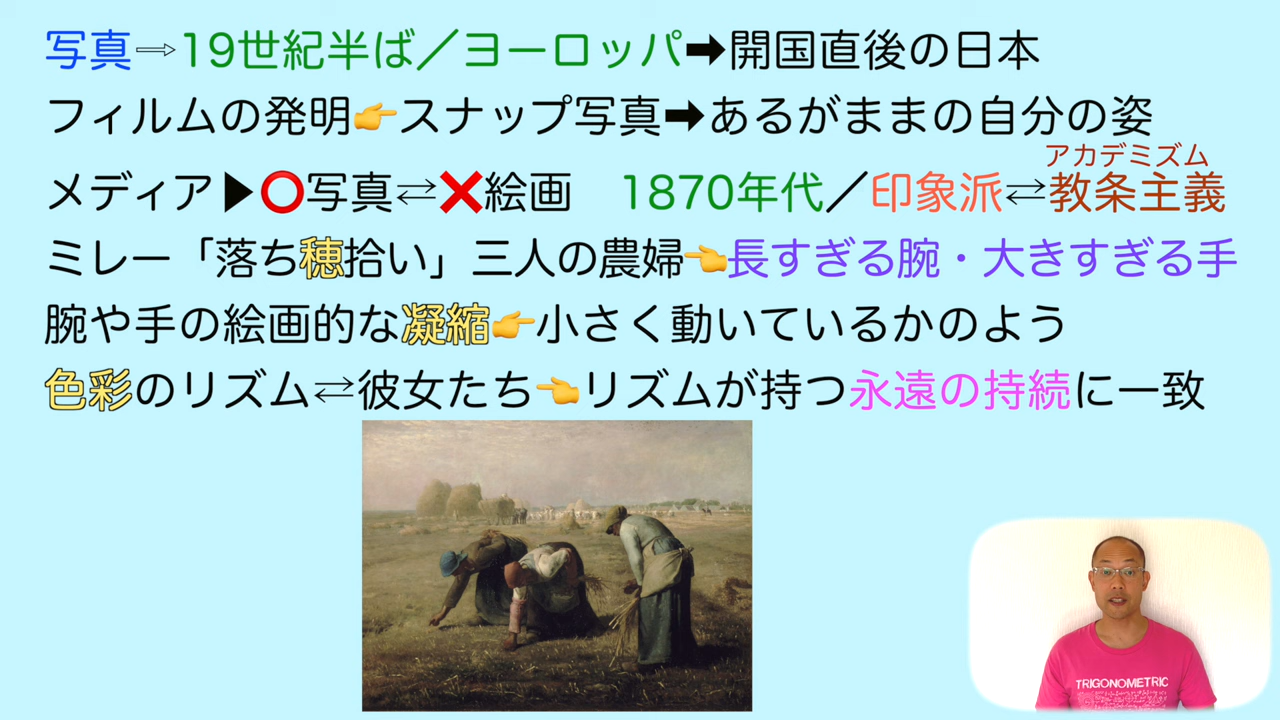 写真⇨19世紀半ば／ヨーロッパ➡開国直後の日本
フィルムの発明👉スナップ写真➡あるがままの自分の姿
アカデミズム
メディア▶⭕写真⇄❌絵画　1870年代／印象派⇄教条主義
ミレー「落ち穂拾い」三人の農婦👈長すぎる腕・大きすぎる手
腕や手の絵画的な凝縮👉小さく動いているかのよう
色彩のリズム⇄彼女たち👈リズムが持つ永遠の持続に一致
TRIGONOMETRIC